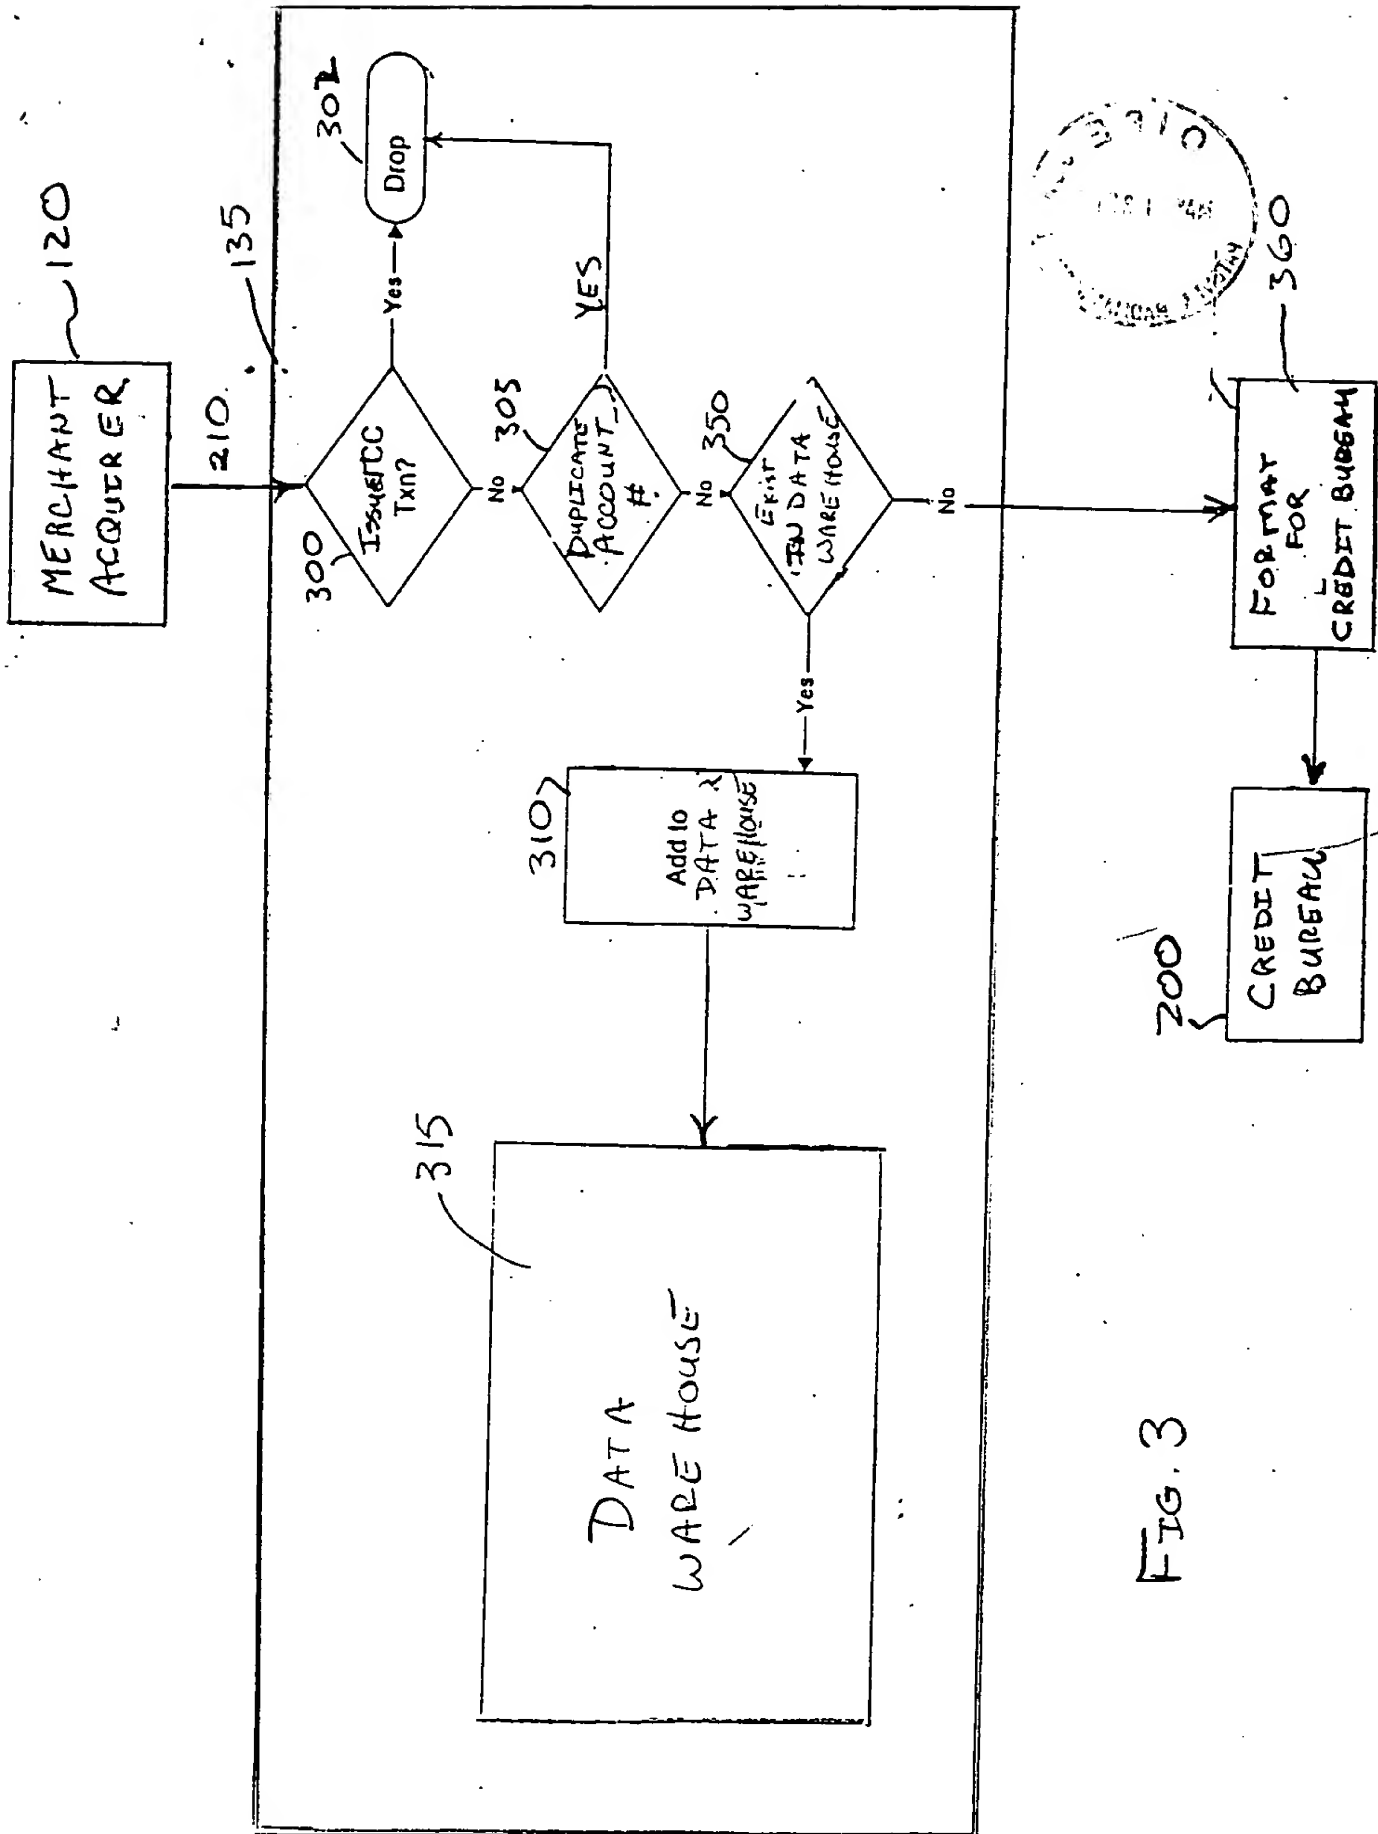 MERCHANT
ACQUIRER
120
210
135
300
Issuer CC
Txn?
Yes
302
Drop
No
305
DUPLICATE
ACCOUNT
#
YES
No
350
EXIST
IN DATA
WARE HOUSE
Yes
No
310
Add to
DATA
WAREHOUSE
315
DATA
WARE HOUSE
360
FORMAT
FOR
CREDIT BUREAU
200
CREDIT
BUREAU
FIG. 3